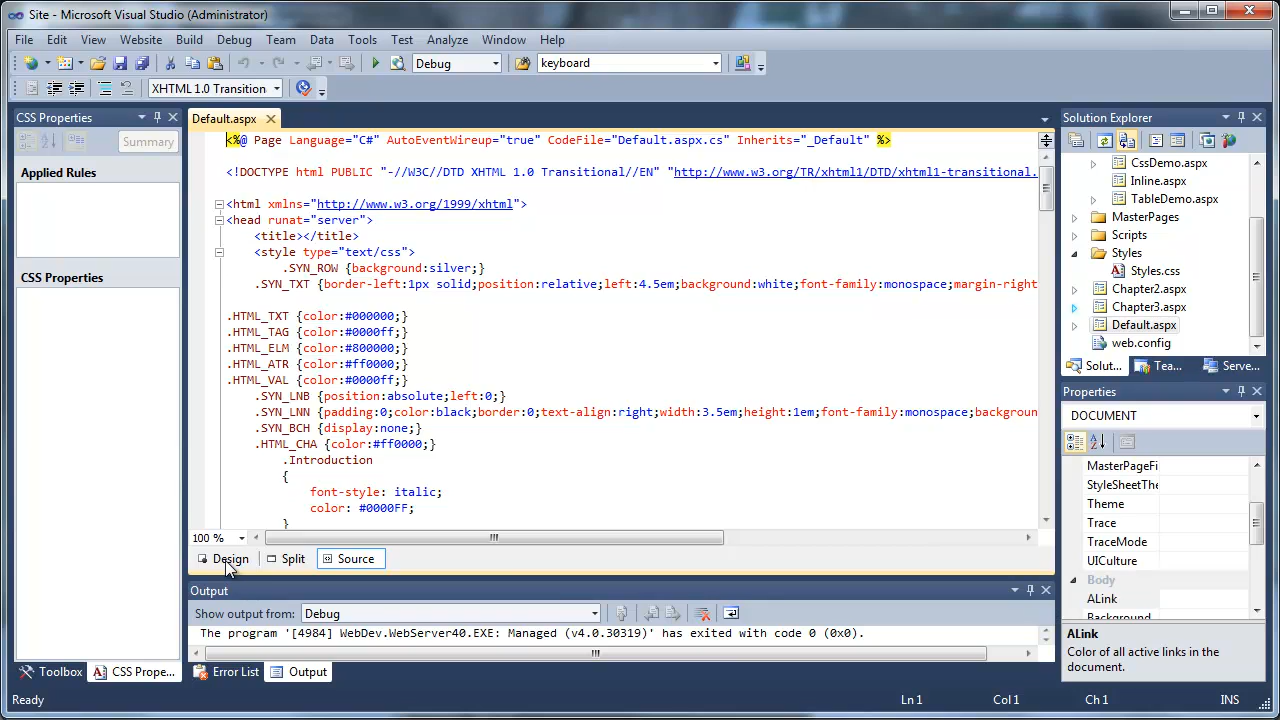 Site - Microsoft Visual Studio (Administrator)
File Edit View Website Build Debug Team Data Tools Test Analyze Window Help
Debug keyboard
XHTML 1.0 Transition
CSS Properties
Summary
Applied Rules
CSS Properties
Default.aspx
<%@ Page Language="C#" AutoEventWireup="true" CodeFile="Default.aspx.cs" Inherits="_Default" %>
<!DOCTYPE html PUBLIC "-//W3C//DTD XHTML 1.0 Transitional//EN" "http://www.w3.org/TR/xhtml1/DTD/xhtml1-transitional.
<html xmlns="http://www.w3.org/1999/xhtml">
<head runat="server">
<title></title>
<style type="text/css">
.SYN_ROW {background:silver;}
.SYN_TXT {border-left:1px solid;position:relative;left:4.5em;background:white;font-family:monospace;margin-right
.HTML_TXT {color:#000000;}
.HTML_TAG {color:#0000ff;}
.HTML_ELM {color:#800000;}
.HTML_ATR {color:#ff0000;}
.HTML_VAL {color:#0000ff;}
.SYN_LNB {position:absolute;left:0;}
.SYN_LNN {padding:0;color:black;border:0;text-align:right;width:3.5em;height:1em;font-family:monospace;backgroun
.SYN_BCH {display:none;}
.HTML_CHA {color:#ff0000;}
.Introduction
{
font-style: italic;
color: #0000FF;
}
100 %
Design Split Source
Output
Show output from: Debug
The program '[4984] WebDev.WebServer40.EXE: Managed (v4.0.30319)' has exited with code 0 (0x0).
Toolbox CSS Prope... Error List Output
Solution Explorer
CssDemo.aspx
Inline.aspx
TableDemo.aspx
MasterPages
Scripts
Styles
Styles.css
Chapter2.aspx
Chapter3.aspx
Default.aspx
web.config
Solut... Tea... Serve...
Properties
DOCUMENT
MasterPageFi
StyleSheetThe
Theme
Trace
TraceMode
UICulture
Body
ALink
Background
ALink
Color of all active links in the
document.
Ready Ln 1 Col 1 Ch 1 INS